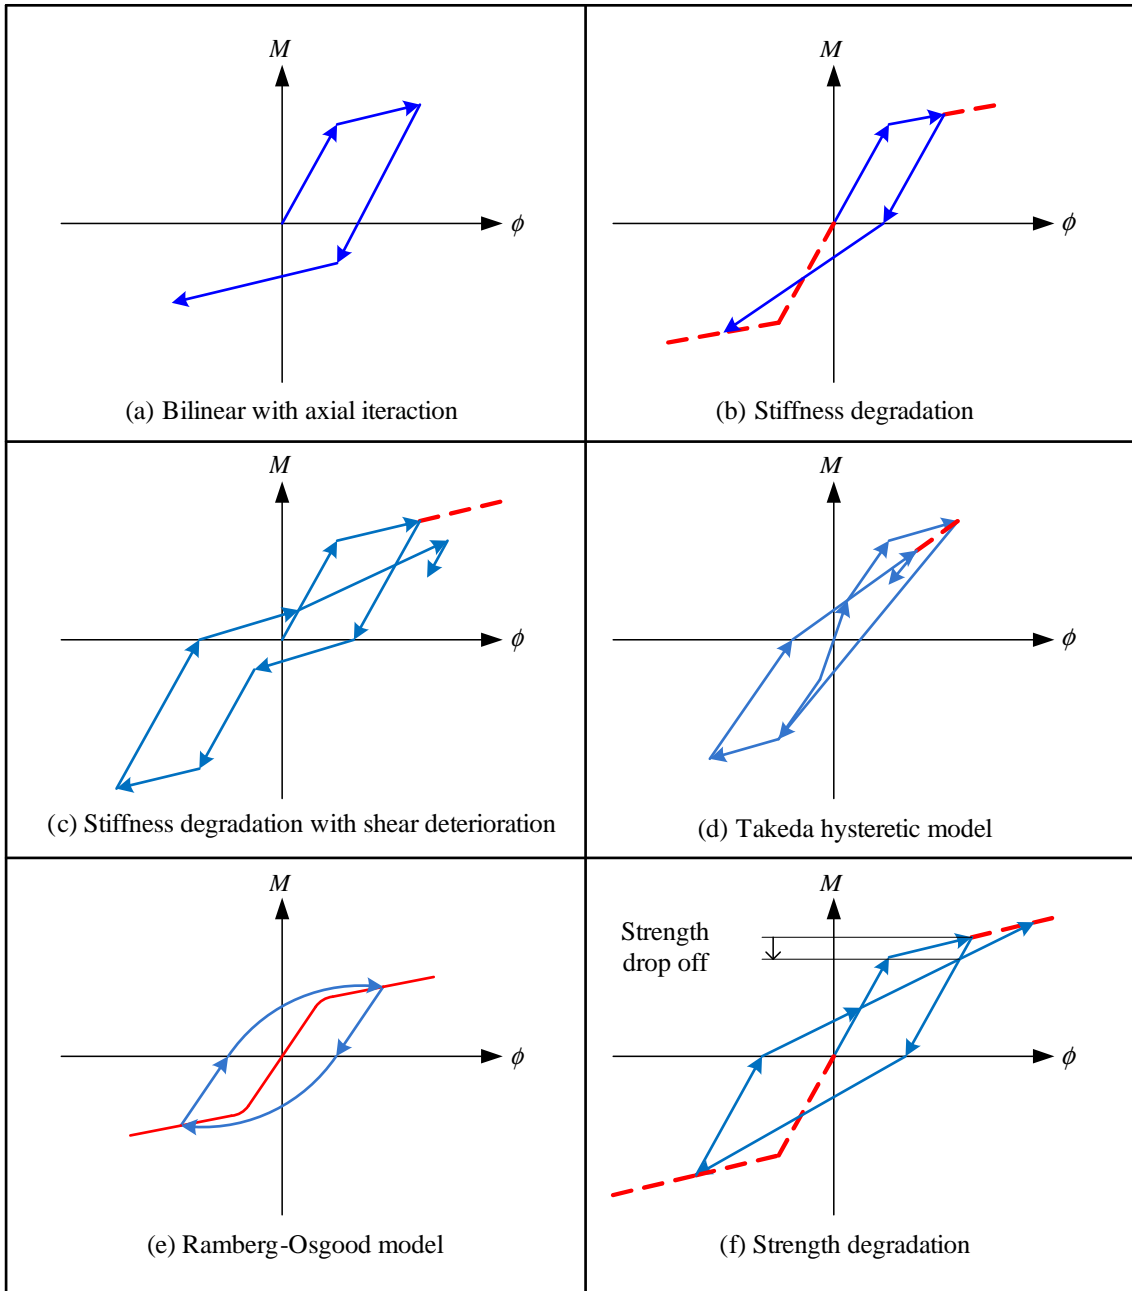 M
ϕ
(a) Bilinear with axial iteraction
M
ϕ
(b) Stiffness degradation
M
ϕ
(c) Stiffness degradation with shear deterioration
M
ϕ
(d) Takeda hysteretic model
M
ϕ
(e) Ramberg-Osgood model
M
Strength
drop off
ϕ
(f) Strength degradation